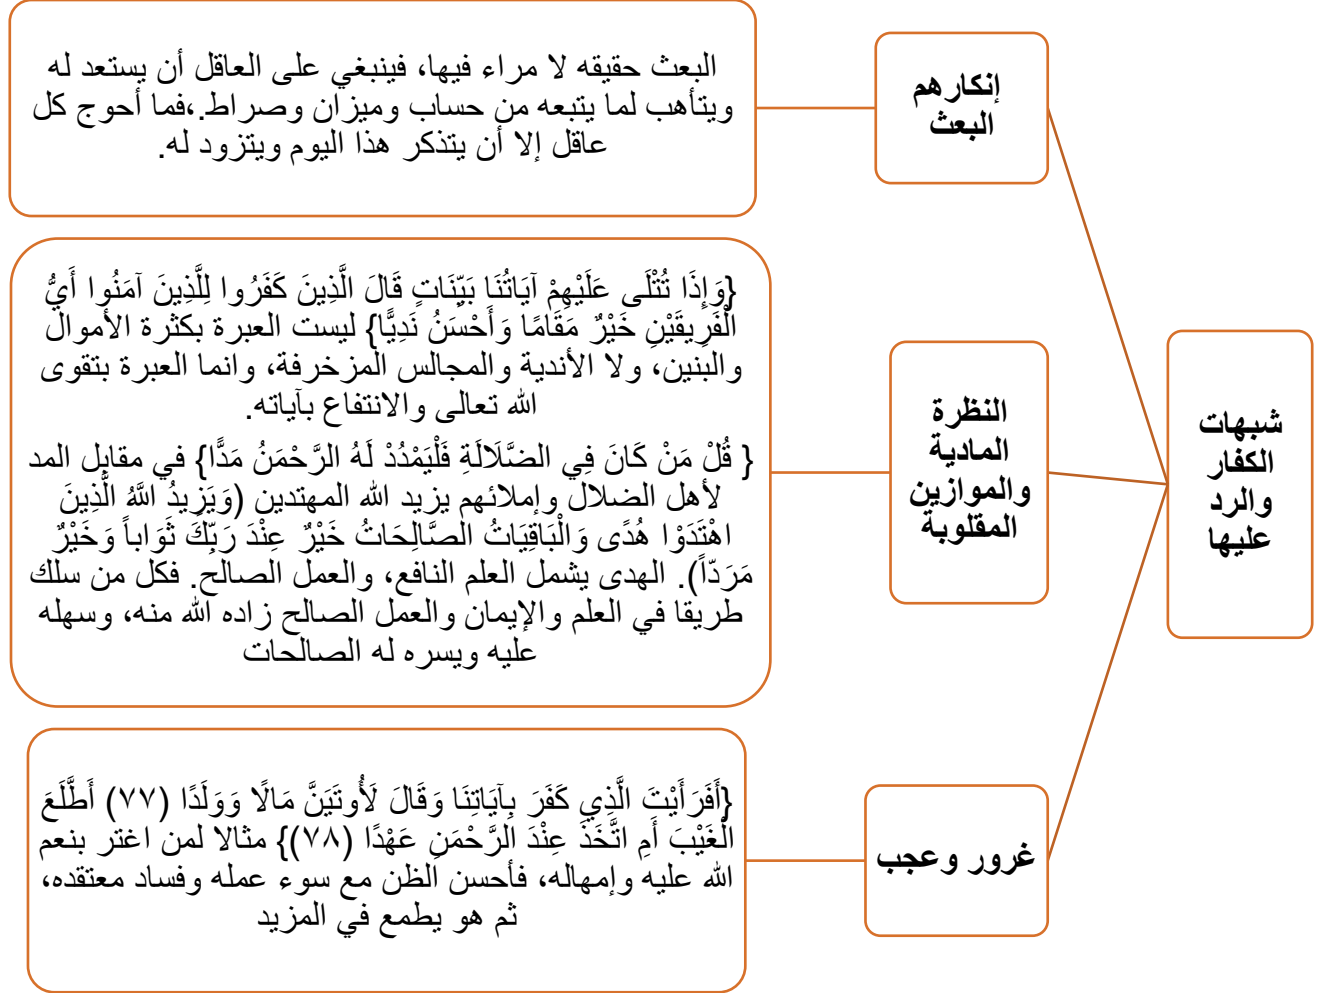 شبهات
الكفار
والرد
عليها
إنكارهم
البعث
البعث حقيقه لا مراء فيها، فينبغي على العاقل أن يستعد له
ويتأهب لما يتبعه من حساب وميزان وصراط.،فما أحوج كل
عاقل إلا أن يتذكر هذا اليوم ويتزود له.
النظرة
المادية
والموازين
المقلوبة
{وَإِذَا تُتْلَى عَلَيْهِمْ آيَاتُنَا بَيِّنَاتٍ قَالَ الَّذِينَ كَفَرُوا لِلَّذِينَ آمَنُوا أَيُّ
الْفَرِيقَيْنِ خَيْرٌ مَقَامًا وَأَحْسَنُ نَدِيًّا} ليست العبرة بكثرة الأموال
والبنين، ولا الأندية والمجالس المزخرفة، وانما العبرة بتقوى
الله تعالى والانتفاع بآياته.
{ قُلْ مَنْ كَانَ فِي الضَّلَالَةِ فَلْيَمْدُدْ لَهُ الرَّحْمَنُ مَدًّا} في مقابل المد
لأهل الضلال وإملائهم يزيد الله المهتدين (وَيَزِيدُ اللَّهُ الَّذِينَ
اهْتَدَوْا هُدًى وَالْبَاقِيَاتُ الصَّالِحَاتُ خَيْرٌ عِنْدَ رَبِّكَ ثَوَاباً وَخَيْرٌ
مَرَدّاً). الهدى يشمل العلم النافع، والعمل الصالح. فكل من سلك
طريقا في العلم والإيمان والعمل الصالح زاده الله منه، وسهله
عليه ويسره له الصالحات
غرور وعجب
{أَفَرَأَيْتَ الَّذِي كَفَرَ بِآيَاتِنَا وَقَالَ لَأُوتَيَنَّ مَالًا وَوَلَدًا (٧٧) أَطَّلَعَ
الْغَيْبَ أَمِ اتَّخَذَ عِنْدَ الرَّحْمَنِ عَهْدًا (٧٨)} مثالا لمن اغتر بنعم
الله عليه وإمهاله، فأحسن الظن مع سوء عمله وفساد معتقده،
ثم هو يطمع في المزيد